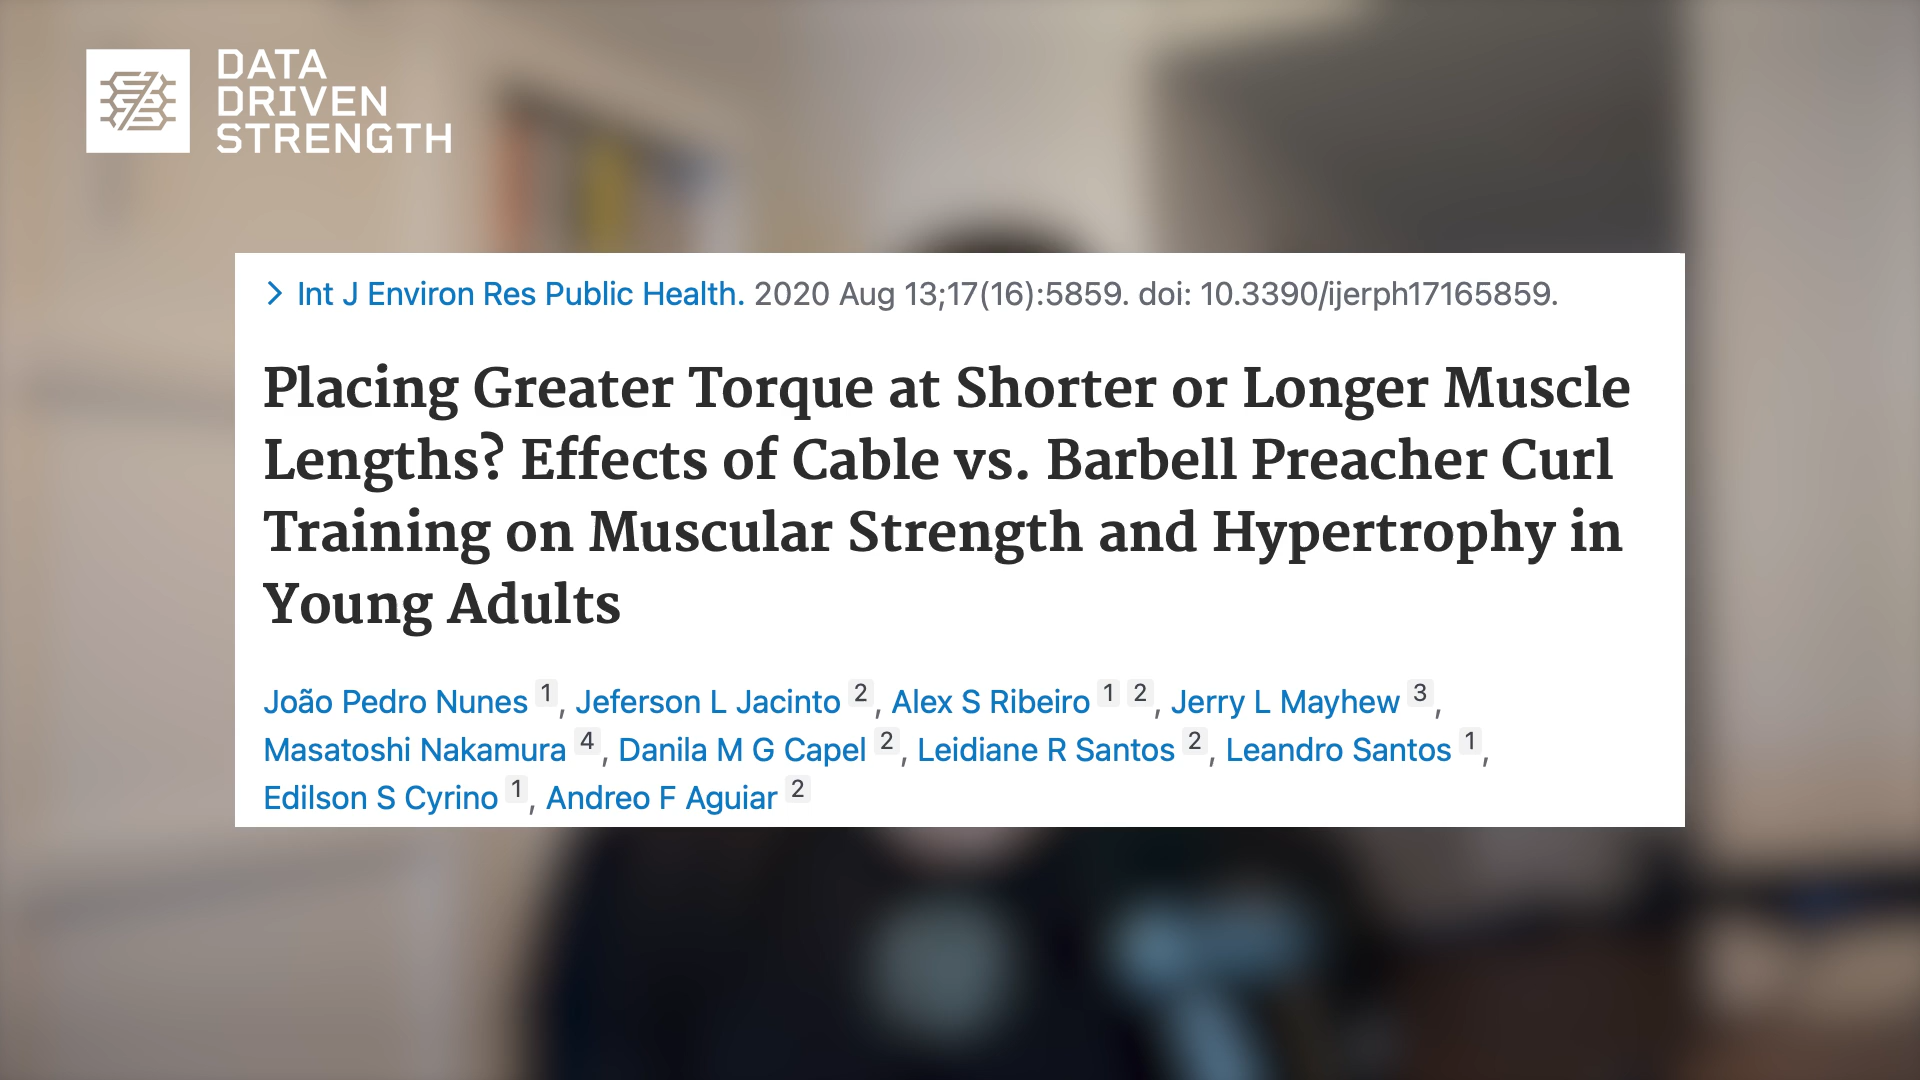 DATA
DRIVEN
STRENGTH
> Int J Environ Res Public Health. 2020 Aug 13;17(16):5859. doi: 10.3390/ijerph17165859.
Placing Greater Torque at Shorter or Longer Muscle
Lengths? Effects of Cable vs. Barbell Preacher Curl
Training on Muscular Strength and Hypertrophy in
Young Adults
João Pedro Nunes 1, Jeferson L Jacinto 2, Alex S Ribeiro 1 2, Jerry L Mayhew 3,
Masatoshi Nakamura 4, Danila M G Capel 2, Leidiane R Santos 2, Leandro Santos 1,
Edilson S Cyrino 1, Andreo F Aguiar 2